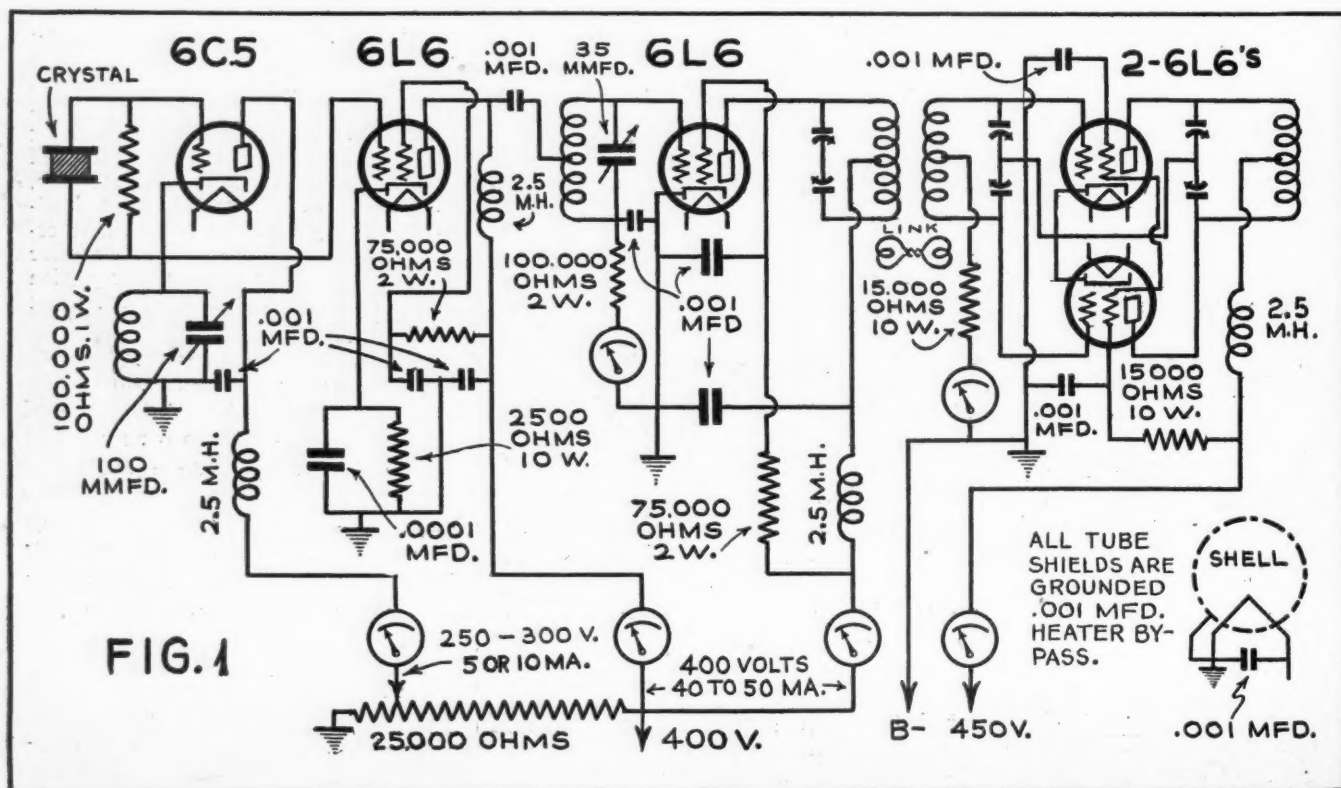 6C5
6L6
.001
MFD.
35
MMFD.
6L6
.001 MFD.
2-6L6's
CRYSTAL
100.000
OHMS.1W.
100
MMFD.
2.5 M.H.
.001
MFD.
75.000
OHMS
2 W.
2.5
M.H.
2500
OHMS
10 W.
.0001
MFD.
100.000
OHMS
2 W.
.001
MFD
75.000
OHMS
2 W.
2.5 M.H.
LINK
15.000
OHMS
10 W.
.001
MFD.
15000
OHMS
10 W.
2.5
M.H.
ALL TUBE
SHIELDS ARE
GROUNDED
.001 MFD.
HEATER BY-
PASS.
SHELL
.001 MFD.
FIG.1
250-300 V.
5 OR 10 MA.
400 VOLTS
40 TO 50 MA.
25.000 OHMS
400 V.
B-
450V.